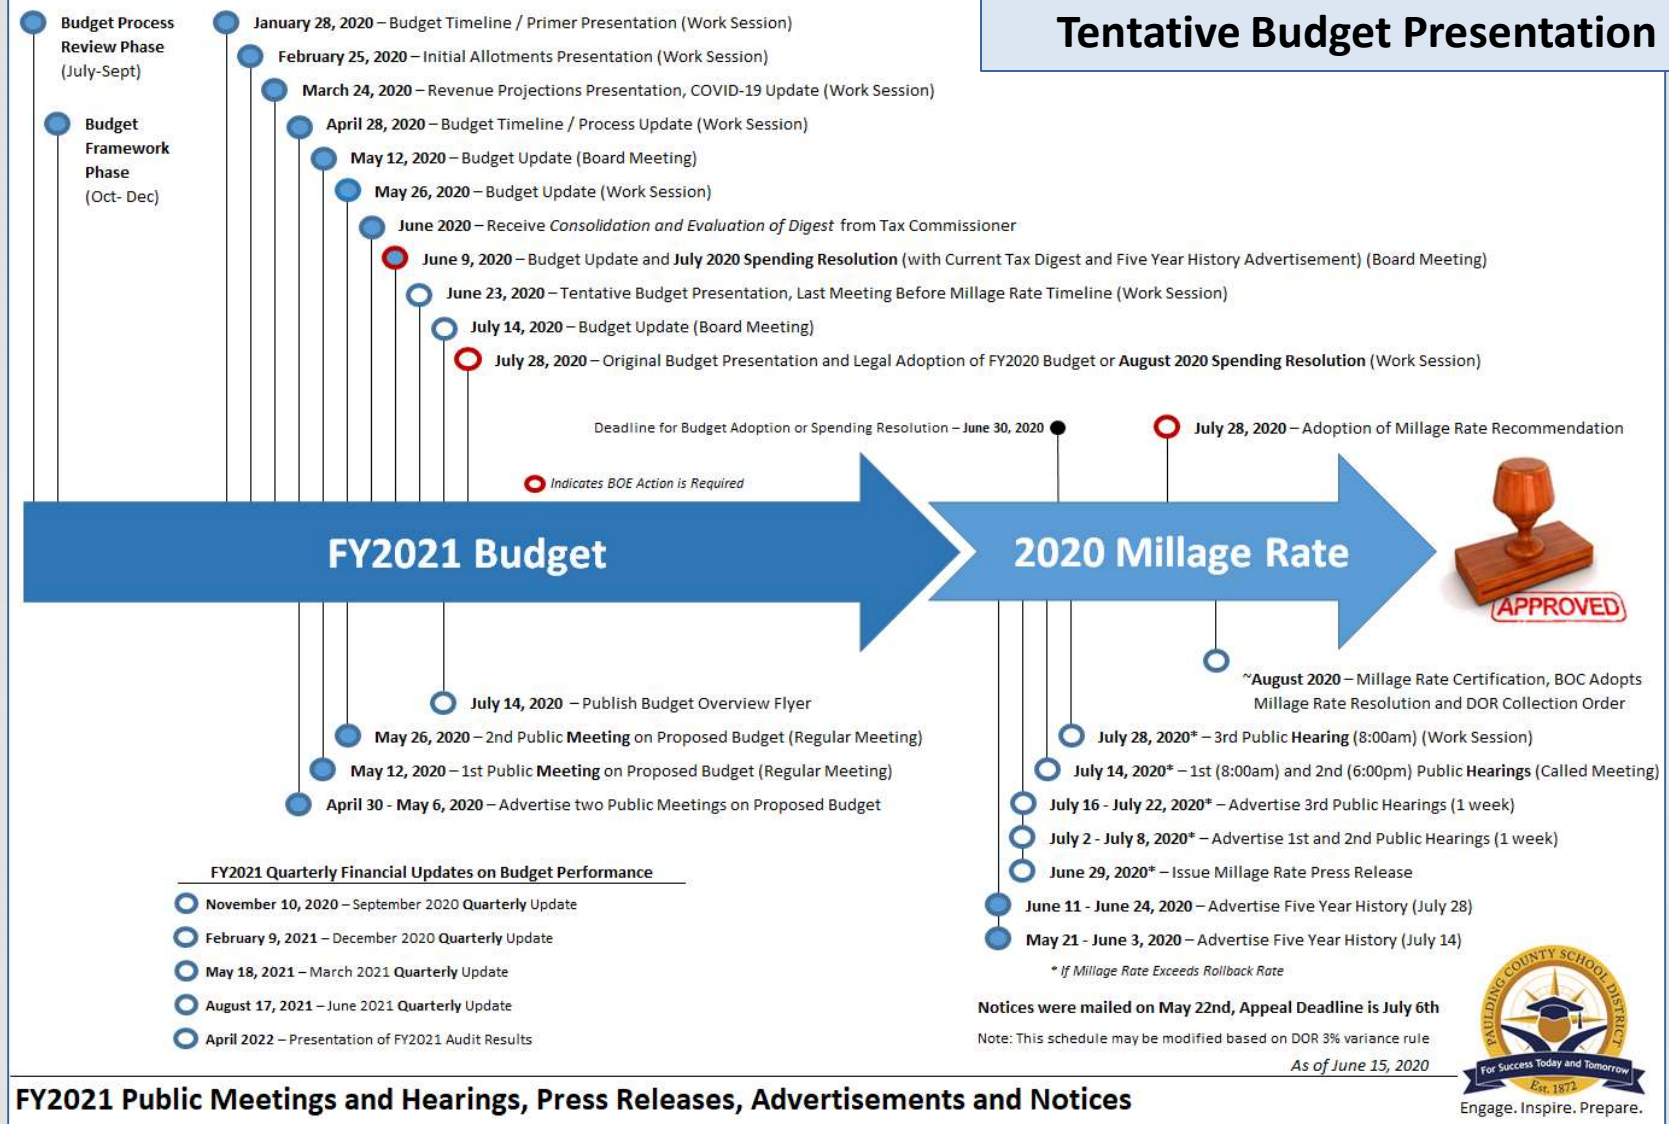 Tentative Budget Presentation
Budget Process
Review Phase
(July-Sept)
Budget
Framework
Phase
(Oct- Dec)
January 28, 2020 – Budget Timeline / Primer Presentation (Work Session)
February 25, 2020 – Initial Allotments Presentation (Work Session)
March 24, 2020 – Revenue Projections Presentation, COVID-19 Update (Work Session)
April 28, 2020 – Budget Timeline / Process Update (Work Session)
May 12, 2020 – Budget Update (Board Meeting)
May 26, 2020 – Budget Update (Work Session)
June 2020 – Receive Consolidation and Evaluation of Digest from Tax Commissioner
June 9, 2020 – Budget Update and July 2020 Spending Resolution (with Current Tax Digest and Five Year History Advertisement) (Board Meeting)
June 23, 2020 – Tentative Budget Presentation, Last Meeting Before Millage Rate Timeline (Work Session)
July 14, 2020 – Budget Update (Board Meeting)
July 28, 2020 – Original Budget Presentation and Legal Adoption of FY2020 Budget or August 2020 Spending Resolution (Work Session)
Deadline for Budget Adoption or Spending Resolution – June 30, 2020
July 28, 2020 – Adoption of Millage Rate Recommendation
Indicates BOE Action is Required
FY2021 Budget
2020 Millage Rate
APPROVED
July 14, 2020 – Publish Budget Overview Flyer
May 26, 2020 – 2nd Public Meeting on Proposed Budget (Regular Meeting)
May 12, 2020 – 1st Public Meeting on Proposed Budget (Regular Meeting)
April 30 - May 6, 2020 – Advertise two Public Meetings on Proposed Budget
~August 2020 – Millage Rate Certification, BOC Adopts
Millage Rate Resolution and DOR Collection Order
July 28, 2020* – 3rd Public Hearing (8:00am) (Work Session)
July 14, 2020* – 1st (8:00am) and 2nd (6:00pm) Public Hearings (Called Meeting)
July 16 - July 22, 2020* – Advertise 3rd Public Hearings (1 week)
July 2 - July 8, 2020* – Advertise 1st and 2nd Public Hearings (1 week)
June 29, 2020* – Issue Millage Rate Press Release
June 11 - June 24, 2020 – Advertise Five Year History (July 28)
May 21 - June 3, 2020 – Advertise Five Year History (July 14)
* If Millage Rate Exceeds Rollback Rate
Notices were mailed on May 22nd, Appeal Deadline is July 6th
Note: This schedule may be modified based on DOR 3% variance rule
As of June 15, 2020
FY2021 Quarterly Financial Updates on Budget Performance
November 10, 2020 – September 2020 Quarterly Update
February 9, 2021 – December 2020 Quarterly Update
May 18, 2021 – March 2021 Quarterly Update
August 17, 2021 – June 2021 Quarterly Update
April 2022 – Presentation of FY2021 Audit Results
PAULDING COUNTY SCHOOL DISTRICT
For Success Today and Tomorrow
Est. 1872
Engage. Inspire. Prepare.
FY2021 Public Meetings and Hearings, Press Releases, Advertisements and Notices